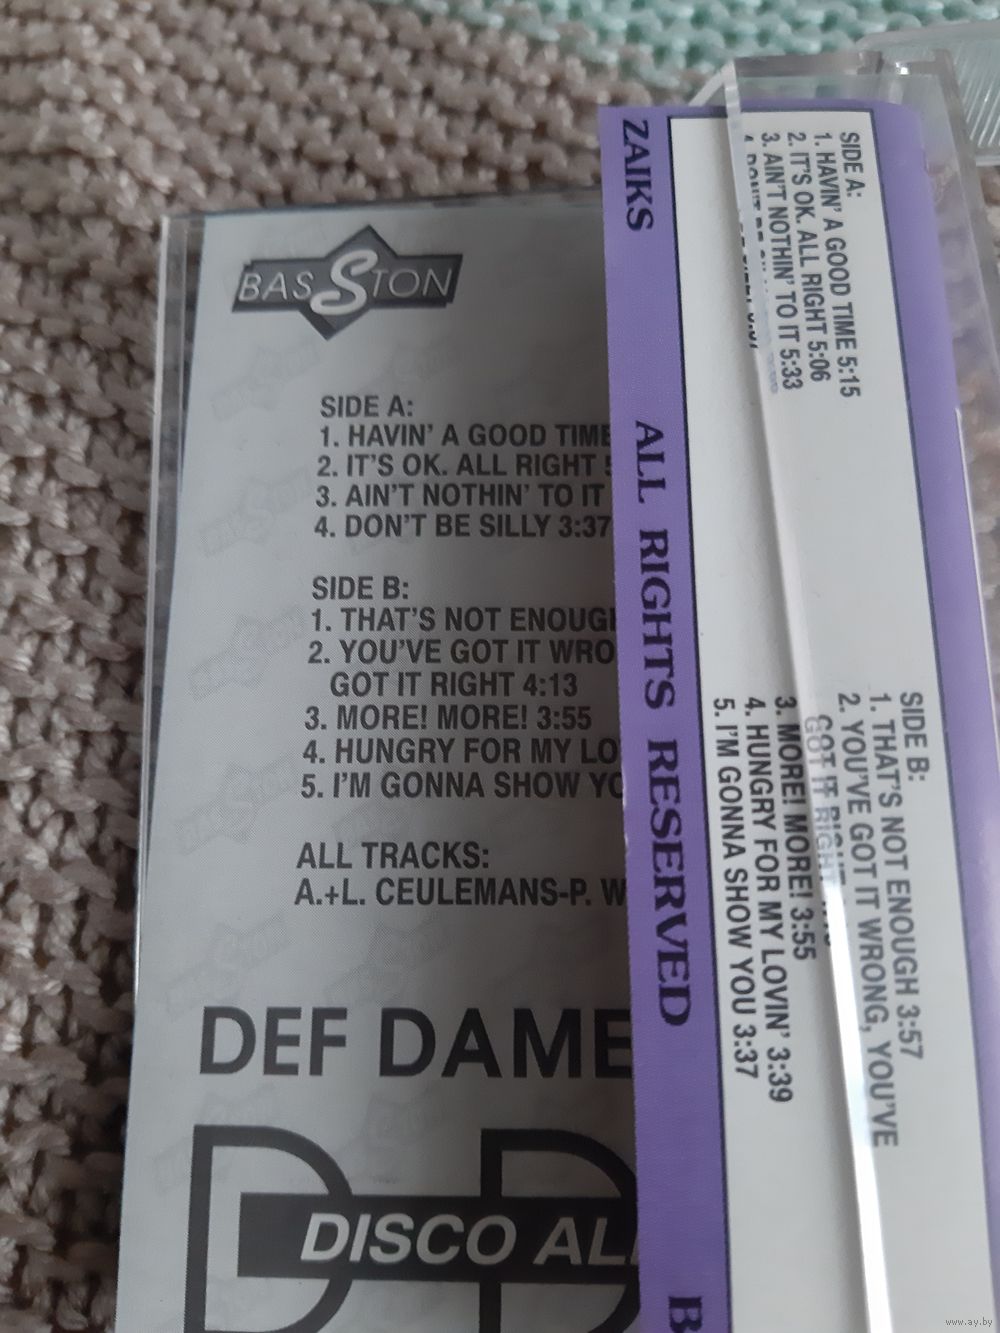 BASSTON
SIDE A:
1. HAVIN' A GOOD TIME
2. IT'S OK. ALL RIGHT
3. AIN'T NOTHIN' TO IT
4. DON'T BE SILLY 3:37
SIDE B:
1. THAT'S NOT ENOUGH
2. YOU'VE GOT IT WRO
GOT IT RIGHT 4:13
3. MORE! MORE! 3:55
4. HUNGRY FOR MY LO
5. I'M GONNA SHOW YO
ALL TRACKS:
A.+L. CEULEMANS-P. W
DEF DAME
DISCO AL
ZAIKS ALL RIGHTS RESERVED B
SIDE A:
1. HAVIN' A GOOD TIME 5:15
2. IT'S OK. ALL RIGHT 5:06
3. AIN'T NOTHIN' TO IT 5:33
SIDE B:
1. THAT'S NOT ENOUGH 3:57
2. YOU'VE GOT IT WRONG, YOU'VE
GOT IT RIGHT
3. MORE! MORE! 3:55
4. HUNGRY FOR MY LOVIN' 3:39
5. I'M GONNA SHOW YOU 3:37
www.ay.by